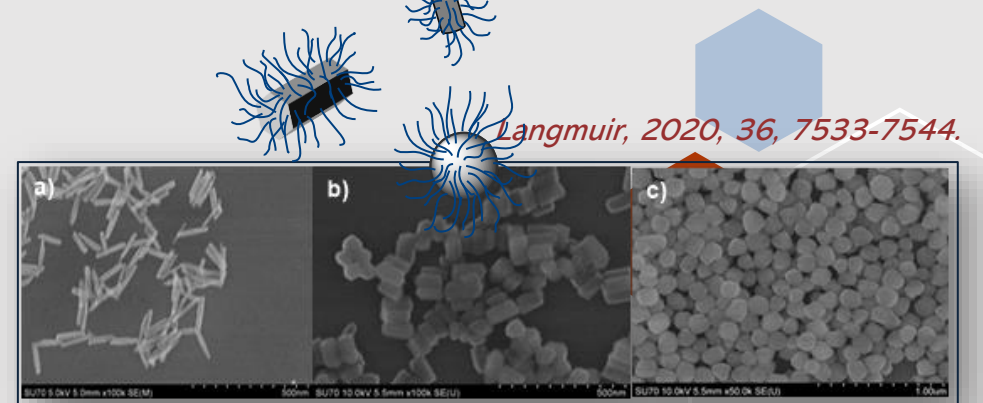 Langmuir, 2020, 36, 7533-7544.
a)
b)
c)
SU70 5.0kV 5.0mm x100k SE(M) 500nm
SU70 10.0kV 5.5mm x100k SE(U) 500nm
SU70 10.0kV 5.5mm x50.0k SE(U) 1.00um